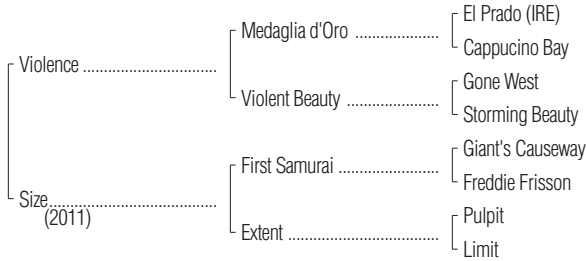 El Prado (IRE)
Medaglia d'Oro ....................
Cappucino Bay
Violence ................................
Gone West
Violent Beauty ......................
Storming Beauty
Giant's Causeway
First Samurai ........................
Freddie Frisson
Size........................................
(2011)
Pulpit
Extent ....................................
Limit